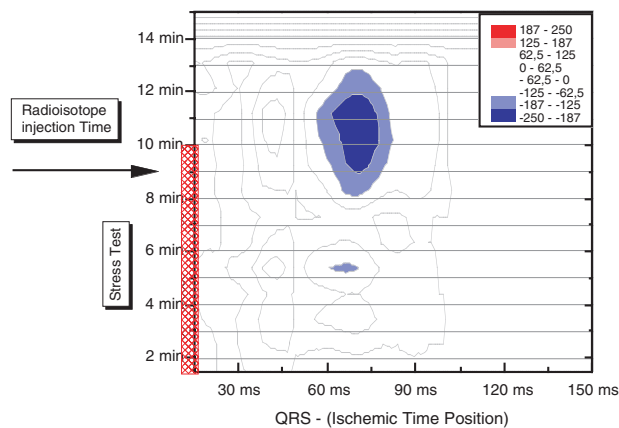 14 min
12 min
10 min
8 min
6 min
4 min
2 min
Radioisotope
injection Time
Stress Test
187 - 250
125 - 187
62,5 - 125
0 - 62,5
- 62,5 - 0
-125 - -62,5
-187 - -125
-250 - -187
30 ms
60 ms
90 ms
120 ms
150 ms
QRS - (Ischemic Time Position)